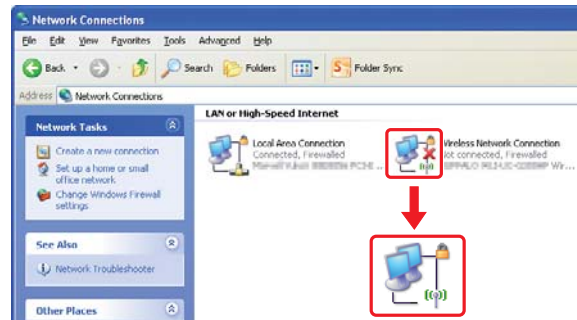 Network Connections
File Edit View Favorites Tools Advanced Help
Back Search Folders Folder Sync
Address Network Connections
LAN or High-Speed Internet
Network Tasks
Create a new connection
Set up a home or small
office network
Change Windows Firewall
settings
See Also
Network Troubleshooter
Other Places
Local Area Connection
Connected, Firewalled
Wireless Network Connection
Not connected, Firewalled